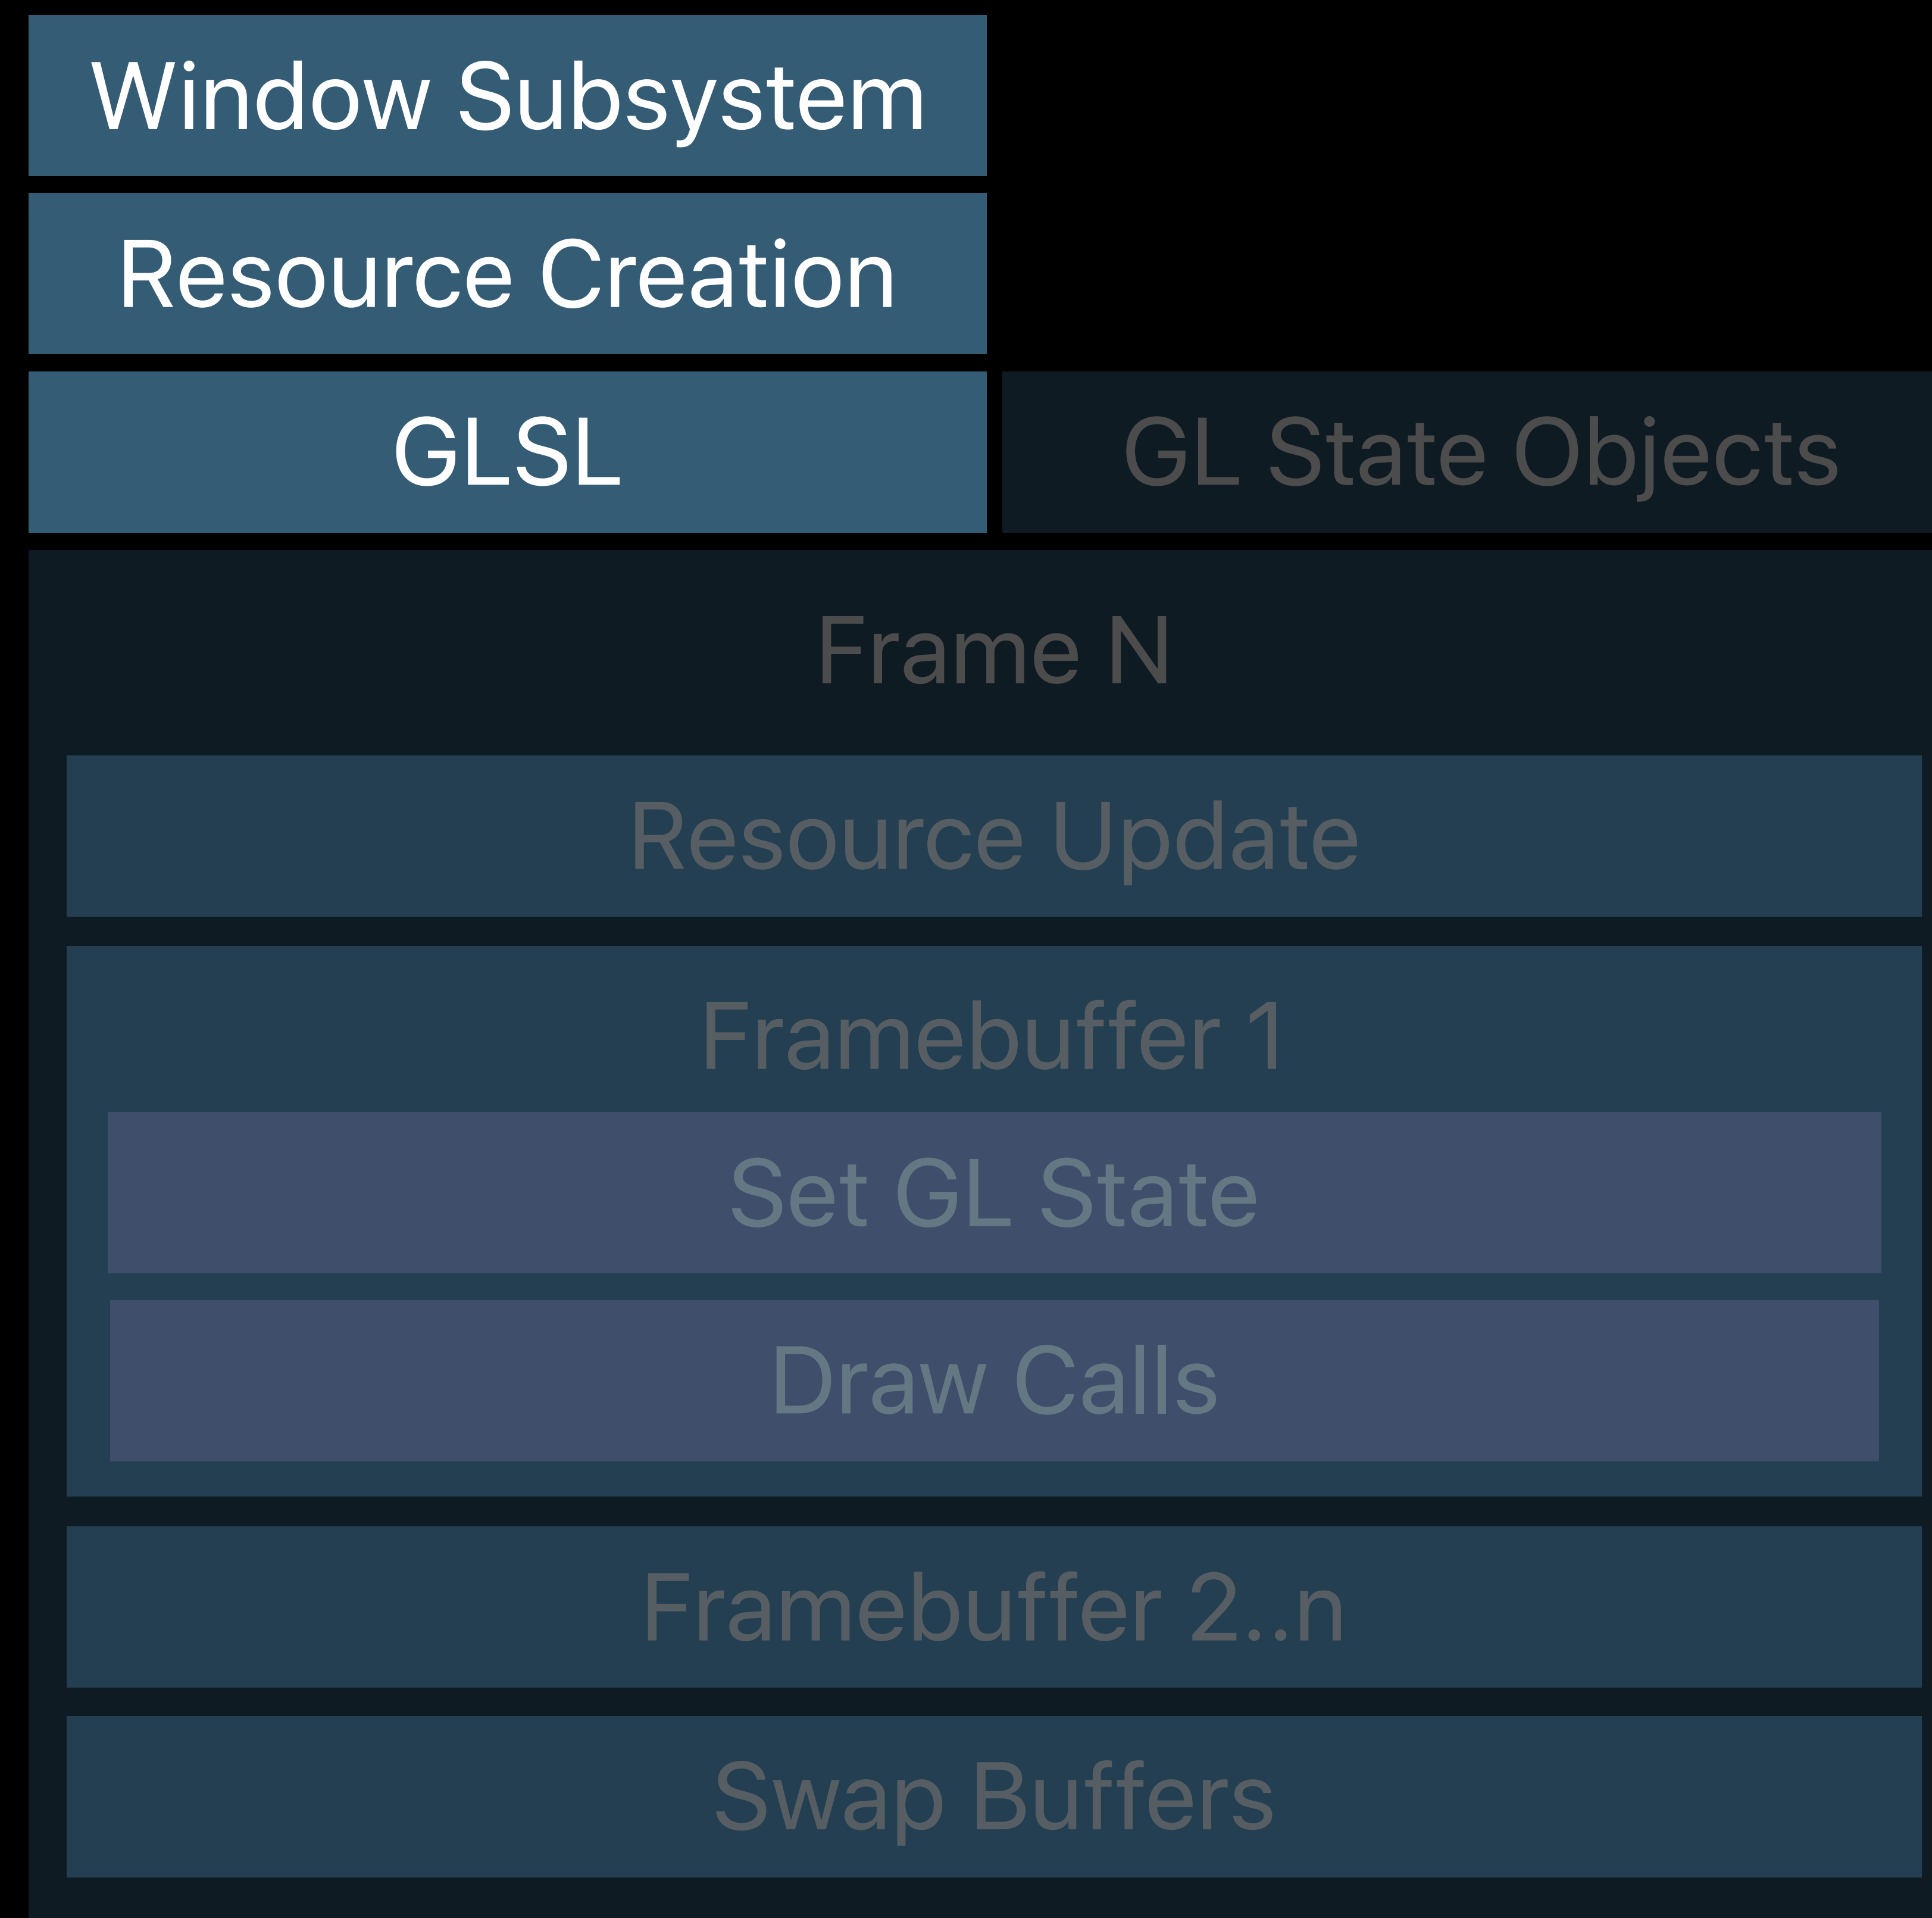 Window Subsystem
Resource Creation
GLSL
GL State Objects
Frame N
Resource Update
Framebuffer 1
Set GL State
Draw Calls
Framebuffer 2..n
Swap Buffers